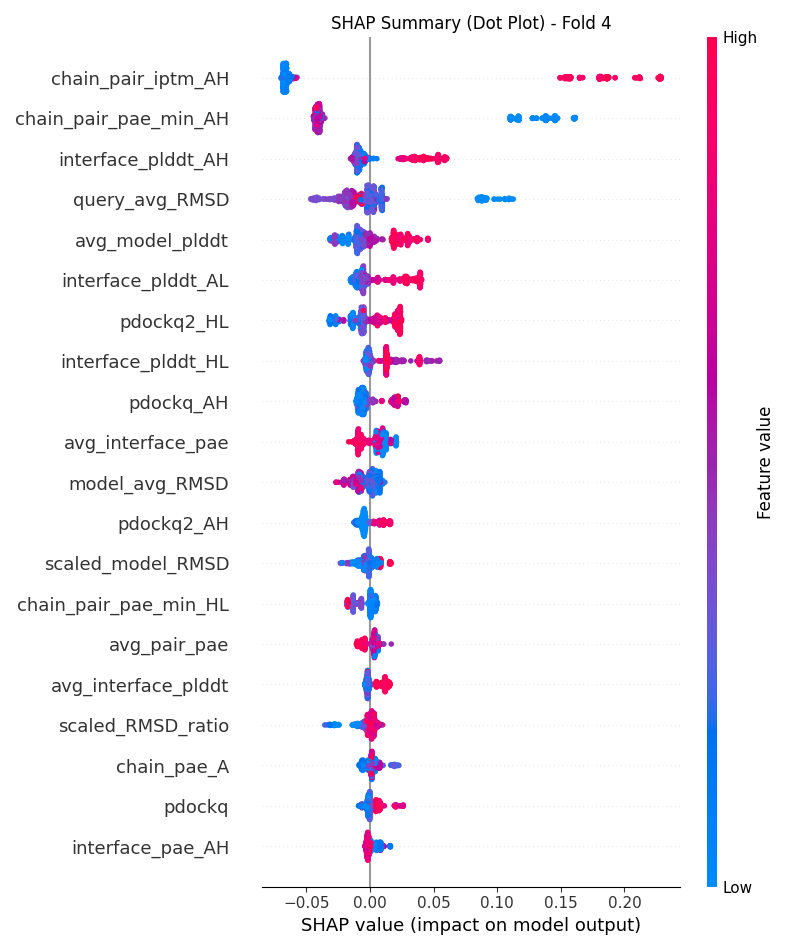 SHAP Summary (Dot Plot) - Fold 4
High
chain_pair_iptm_AH
chain_pair_pae_min_AH
interface_plddt_AH
query_avg_RMSD
avg_model_plddt
interface_plddt_AL
pdockq2_HL
interface_plddt_HL
pdockq_AH
avg_interface_pae
model_avg_RMSD
pdockq2_AH
scaled_model_RMSD
chain_pair_pae_min_HL
avg_pair_pae
avg_interface_plddt
scaled_RMSD_ratio
chain_pae_A
pdockq
interface_pae_AH
Feature value
Low
−0.05 0.00 0.05 0.10 0.15 0.20
SHAP value (impact on model output)